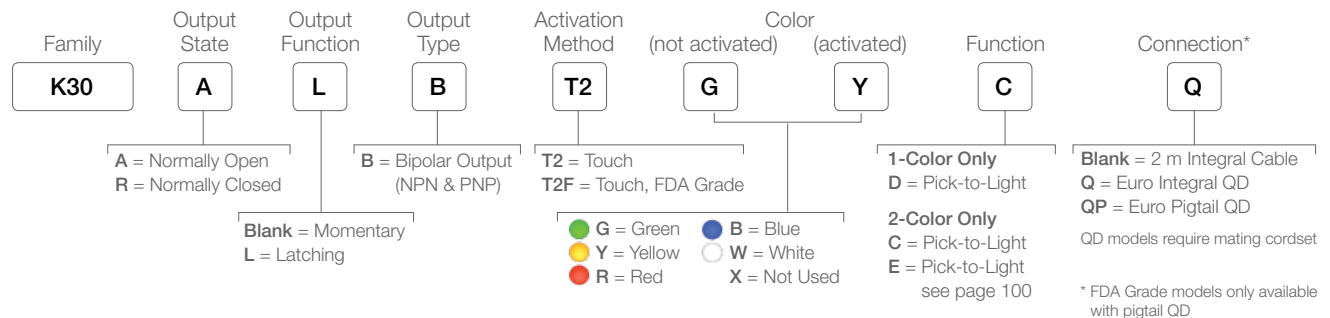 Family
Output
State
Output
Function
Output
Type
Activation
Method
Color
(not activated)
(activated)
Function
Connection*
K30
A
L
B
T2
G
Y
C
Q
A = Normally Open
R = Normally Closed
Blank = Momentary
L = Latching
B = Bipolar Output
(NPN & PNP)
T2 = Touch
T2F = Touch, FDA Grade
G = Green
Y = Yellow
R = Red
B = Blue
W = White
X = Not Used
1-Color Only
D = Pick-to-Light
2-Color Only
C = Pick-to-Light
E = Pick-to-Light
see page 100
Blank = 2 m Integral Cable
Q = Euro Integral QD
QP = Euro Pigtail QD
QD models require mating cordset
* FDA Grade models only available
with pigtail QD